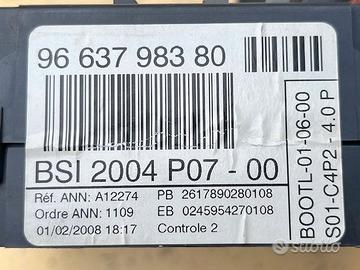 96 637 983 80
BSI 2004 P07 - 00
Réf. ANN: A12274 PB 2617890280108
Ordre ANN: 1109 EB 0245954270108
01/02/2008 18:17 Controle 2
BOOTL-01-06-00
S01-C4P2 - 4.0 P
subito